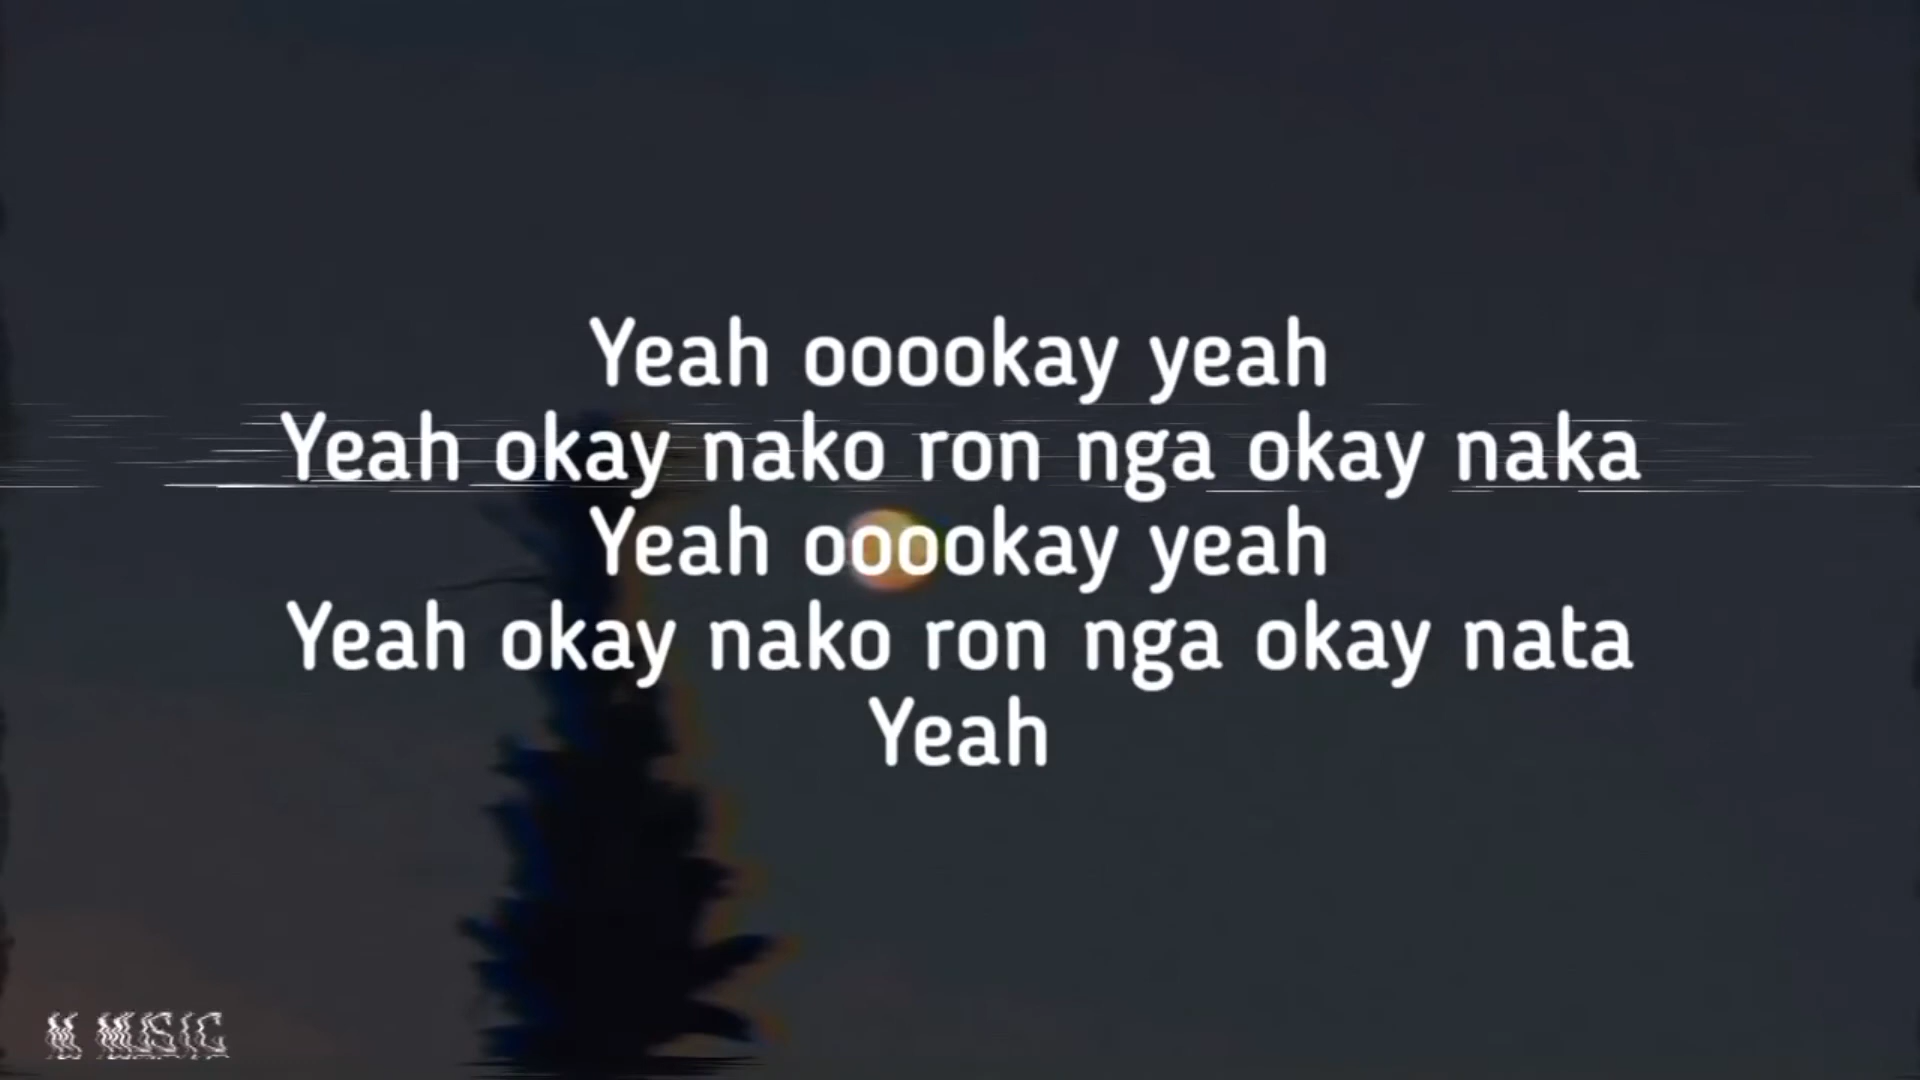 Yeah ooookay yeah
Yeah okay nako ron nga okay naka
Yeah ooookay yeah
Yeah okay nako ron nga okay nata
Yeah
M MUSIC